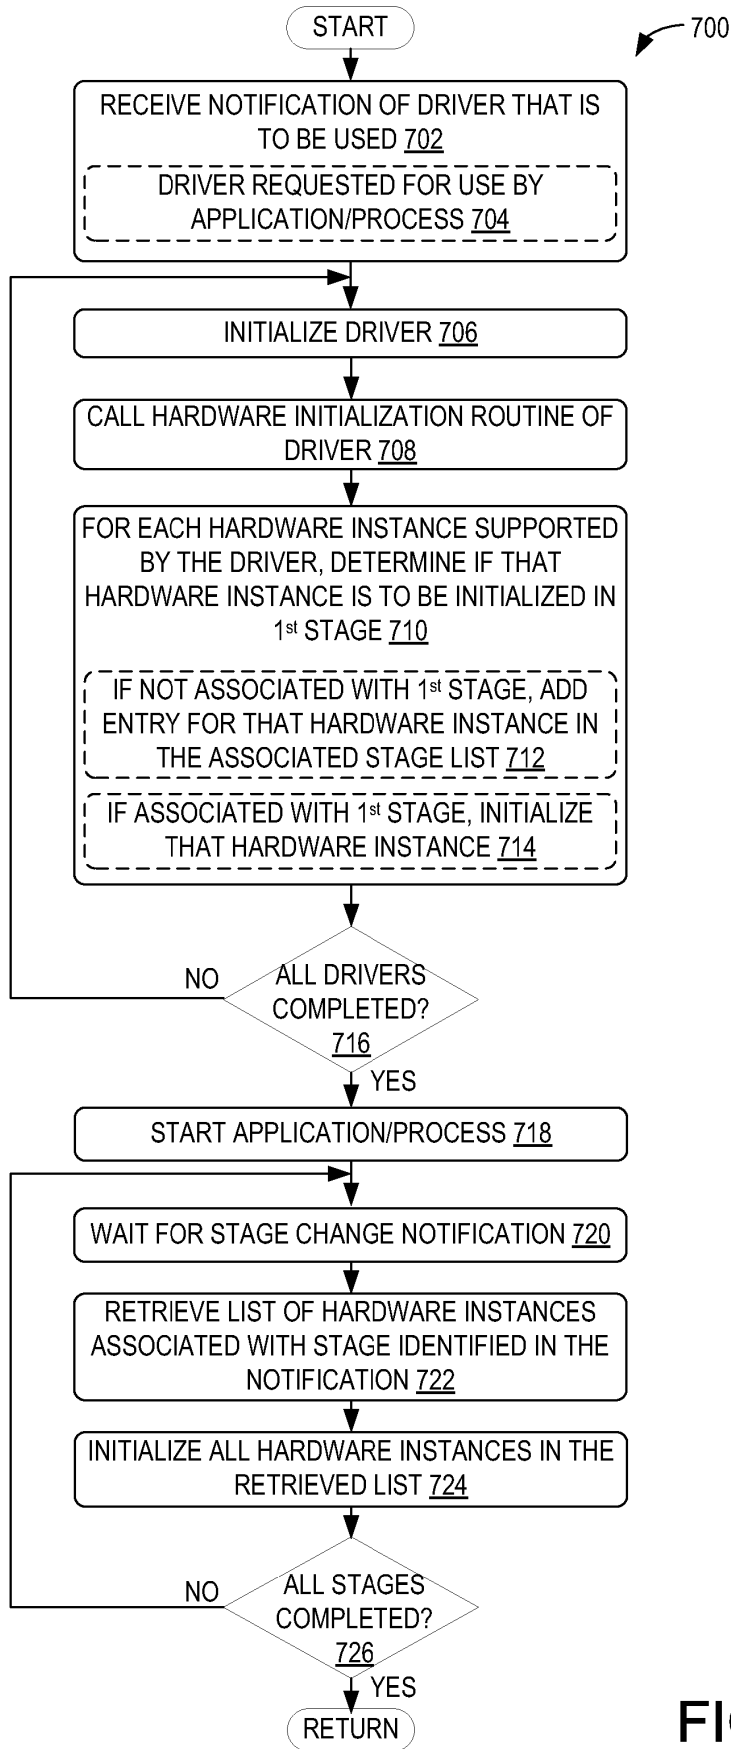 START
700
RECEIVE NOTIFICATION OF DRIVER THAT IS
TO BE USED 702
DRIVER REQUESTED FOR USE BY
APPLICATION/PROCESS 704
INITIALIZE DRIVER 706
CALL HARDWARE INITIALIZATION ROUTINE OF
DRIVER 708
FOR EACH HARDWARE INSTANCE SUPPORTED
BY THE DRIVER, DETERMINE IF THAT
HARDWARE INSTANCE IS TO BE INITIALIZED IN
1st STAGE 710
IF NOT ASSOCIATED WITH 1st STAGE, ADD
ENTRY FOR THAT HARDWARE INSTANCE IN
THE ASSOCIATED STAGE LIST 712
IF ASSOCIATED WITH 1st STAGE, INITIALIZE
THAT HARDWARE INSTANCE 714
NO
ALL DRIVERS
COMPLETED?
716
YES
START APPLICATION/PROCESS 718
WAIT FOR STAGE CHANGE NOTIFICATION 720
RETRIEVE LIST OF HARDWARE INSTANCES
ASSOCIATED WITH STAGE IDENTIFIED IN THE
NOTIFICATION 722
INITIALIZE ALL HARDWARE INSTANCES IN THE
RETRIEVED LIST 724
NO
ALL STAGES
COMPLETED?
726
YES
RETURN